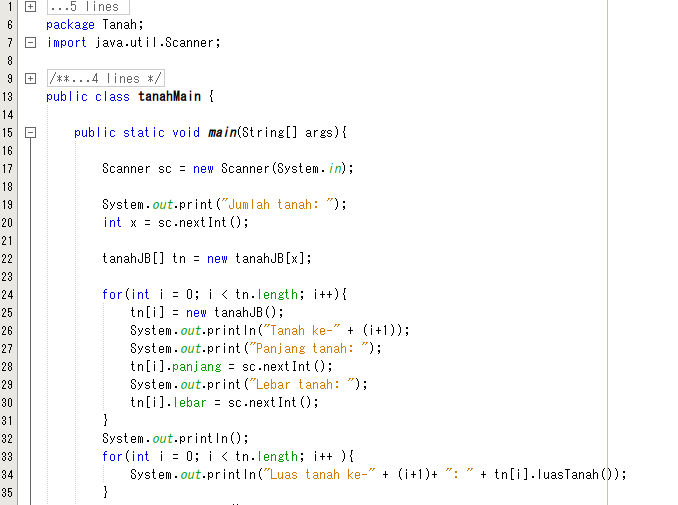 1 ...5 lines
6 package Tanah;
7 import java.util.Scanner;
8
9 /**...4 lines */
13 public class tanahMain {
14
15 public static void main(String[] args){
16
17 Scanner sc = new Scanner(System.in);
18
19 System.out.print("Jumlah tanah: ");
20 int x = sc.nextInt();
21
22 tanahJB[] tn = new tanahJB[x];
23
24 for(int i = 0; i < tn.length; i++){
25 tn[i] = new tanahJB();
26 System.out.println("Tanah ke-" + (i+1));
27 System.out.print("Panjang tanah: ");
28 tn[i].panjang = sc.nextInt();
29 System.out.print("Lebar tanah: ");
30 tn[i].lebar = sc.nextInt();
31 }
32 System.out.println();
33 for(int i = 0; i < tn.length; i++ ){
34 System.out.println("Luas tanah ke-" + (i+1)+ ": " + tn[i].luasTanah());
35 }